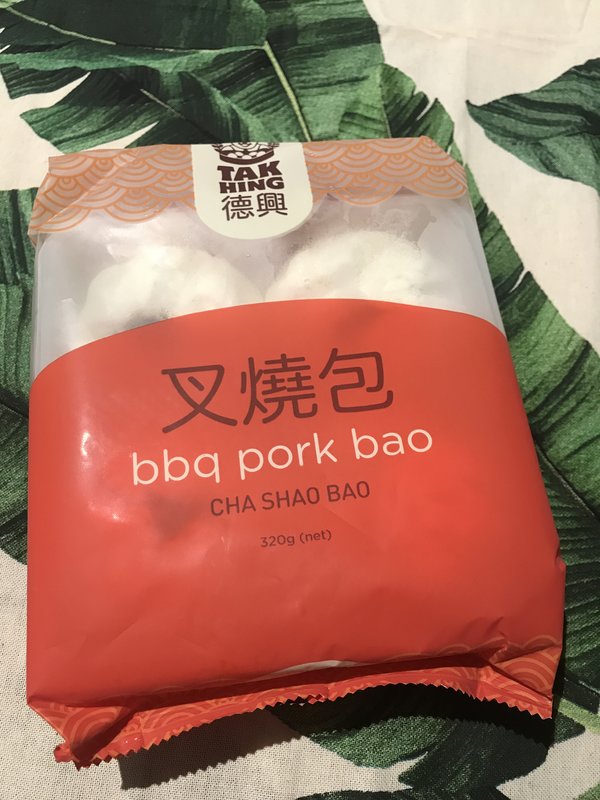 TAK
HING
德興
叉燒包
bbq pork bao
CHA SHAO BAO
320g (net)